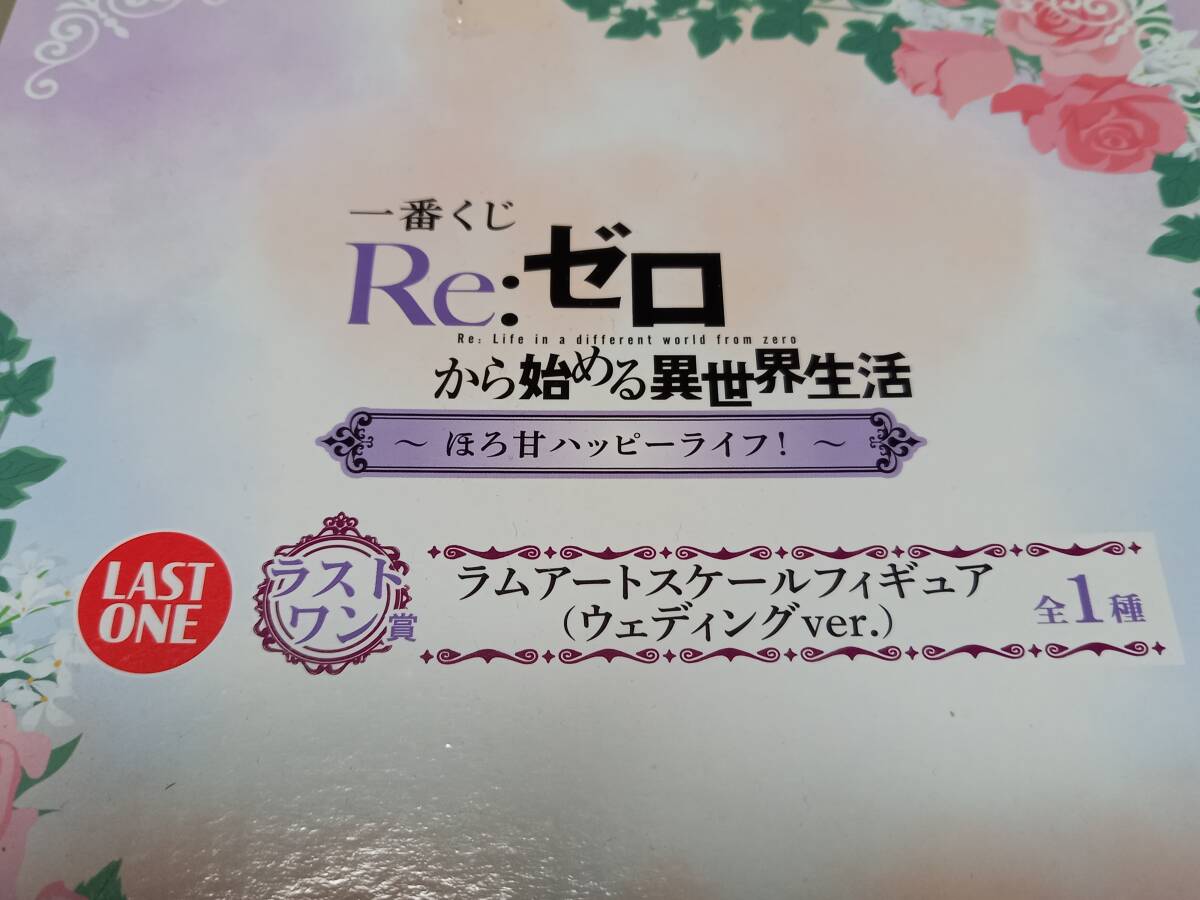 一番くじ
Re:ゼロ
Re: Life in a different world from zero
から始める異世界生活
～ ほろ甘ハッピーライフ! ～
LAST
ONE
ラスト
ワン賞
ラムアートスケールフィギュア
(ウェディングver.)
全1種